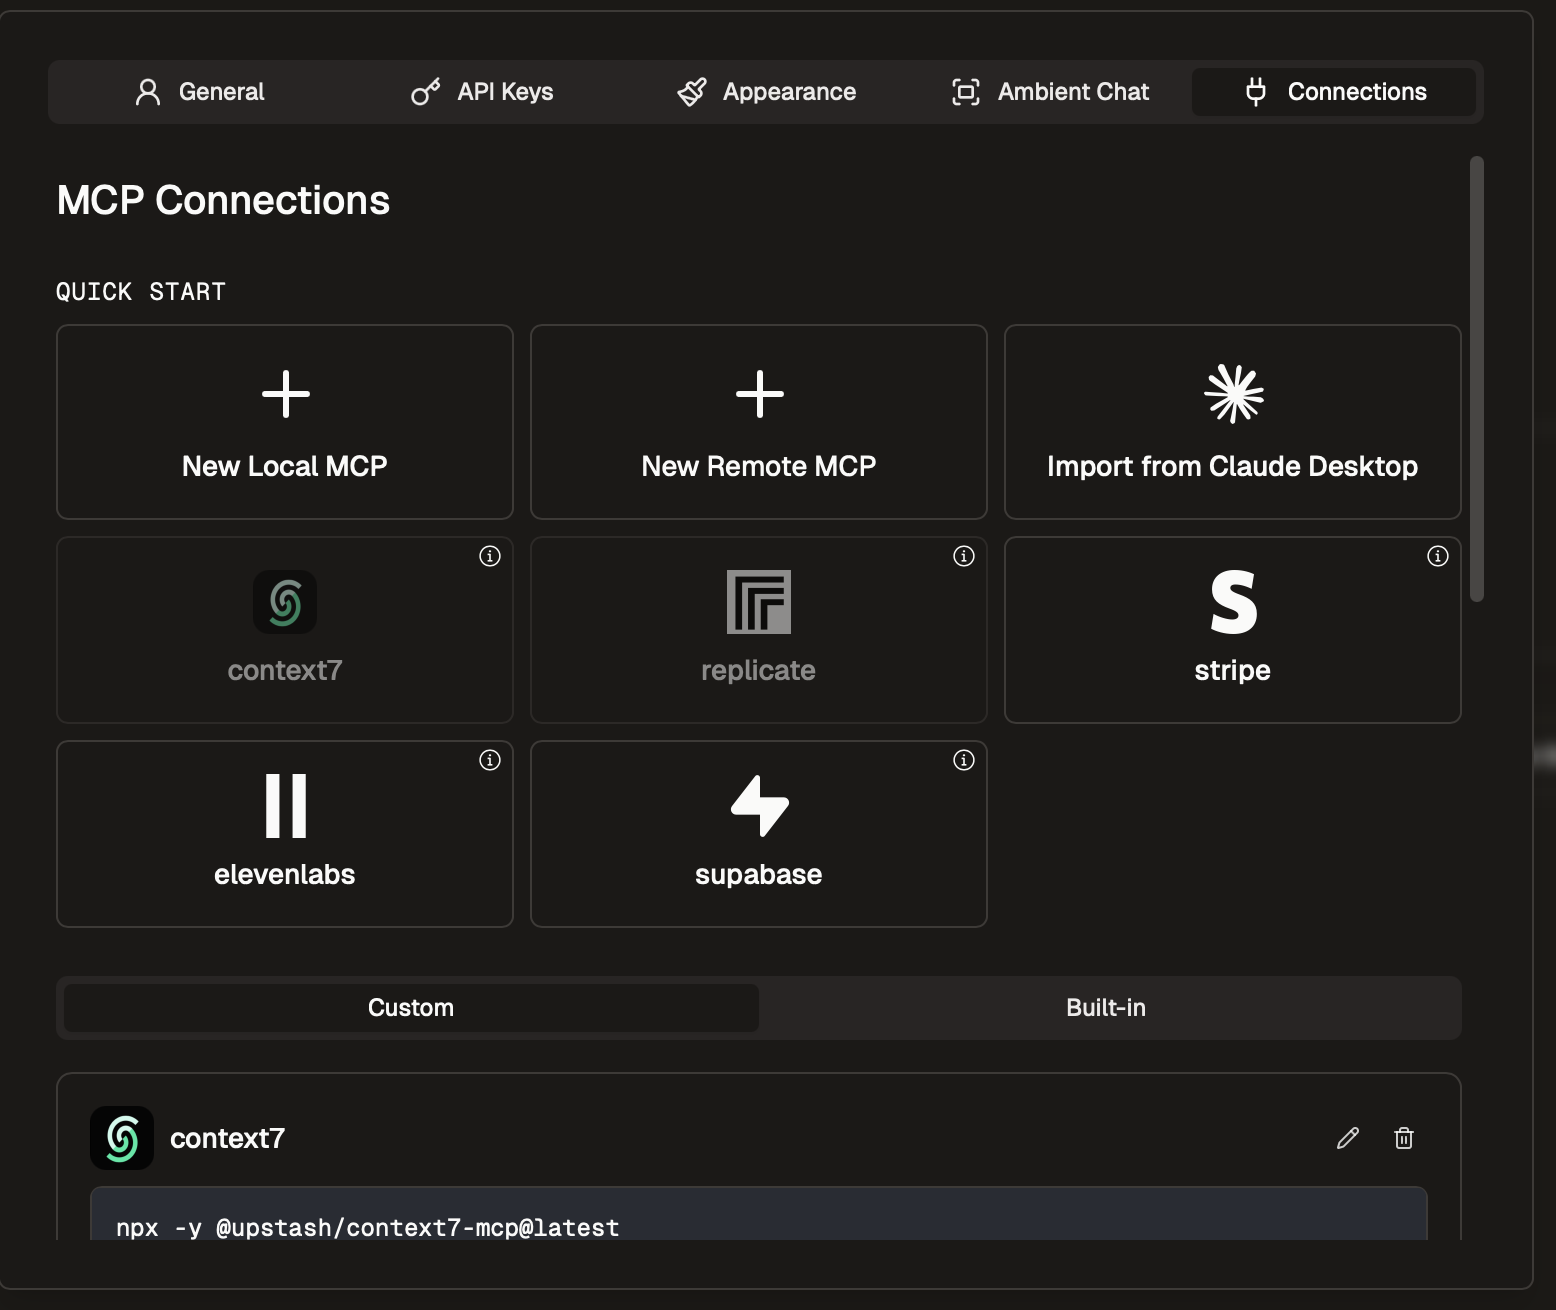 General API Keys Appearance Ambient Chat Connections
MCP Connections
QUICK START
New Local MCP New Remote MCP Import from Claude Desktop
context7 replicate stripe
elevenlabs supabase
Custom Built-in
context7
npx -y @upstash/context7-mcp@latest